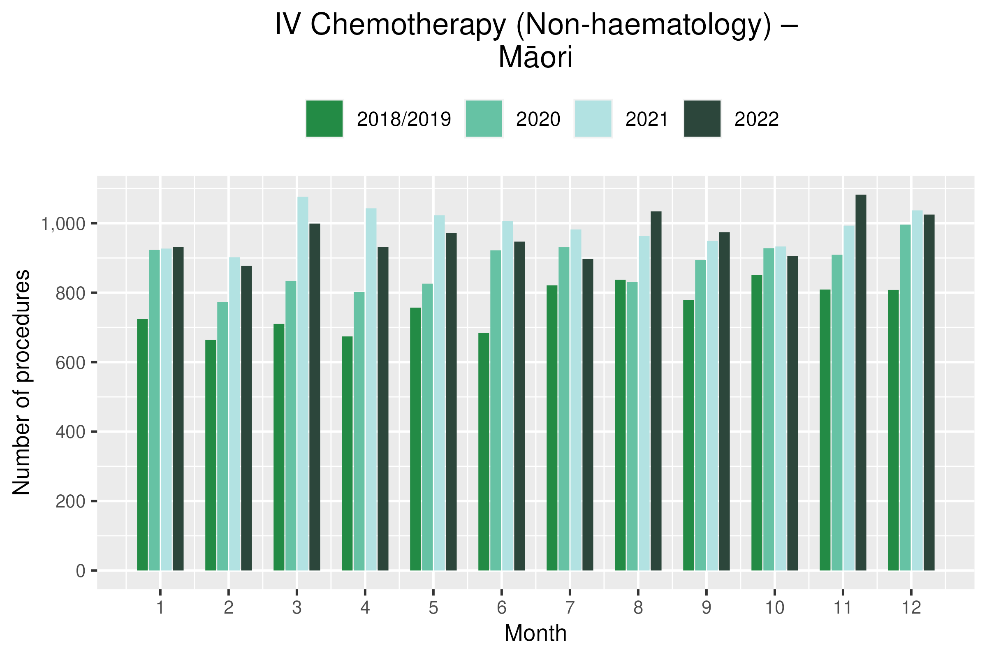 IV Chemotherapy (Non-haematology) –
Māori
2018/2019 2020 2021 2022
Number of procedures
1,000
800
600
400
200
0
1 2 3 4 5 6 7 8 9 10 11 12
Month